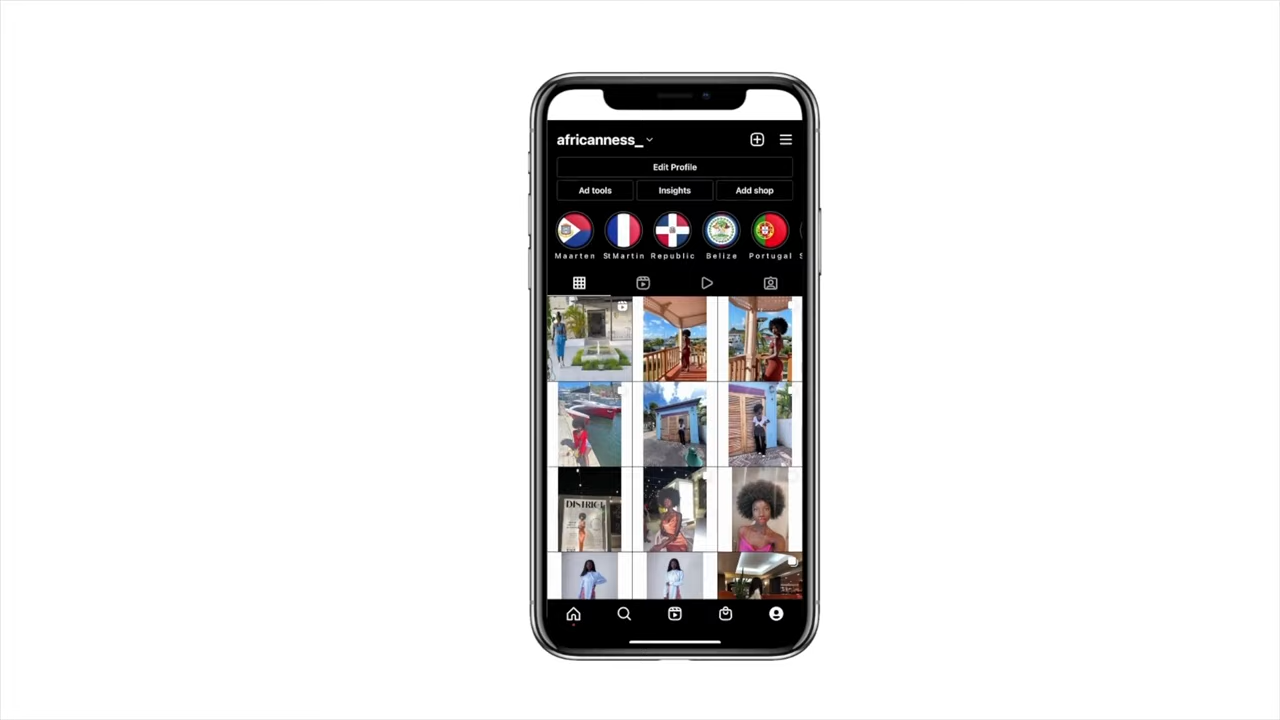 africanness_
Edit Profile
Ad tools Insights Add shop
Maarten StMartin Republic Belize Portugal S
DISTRICT